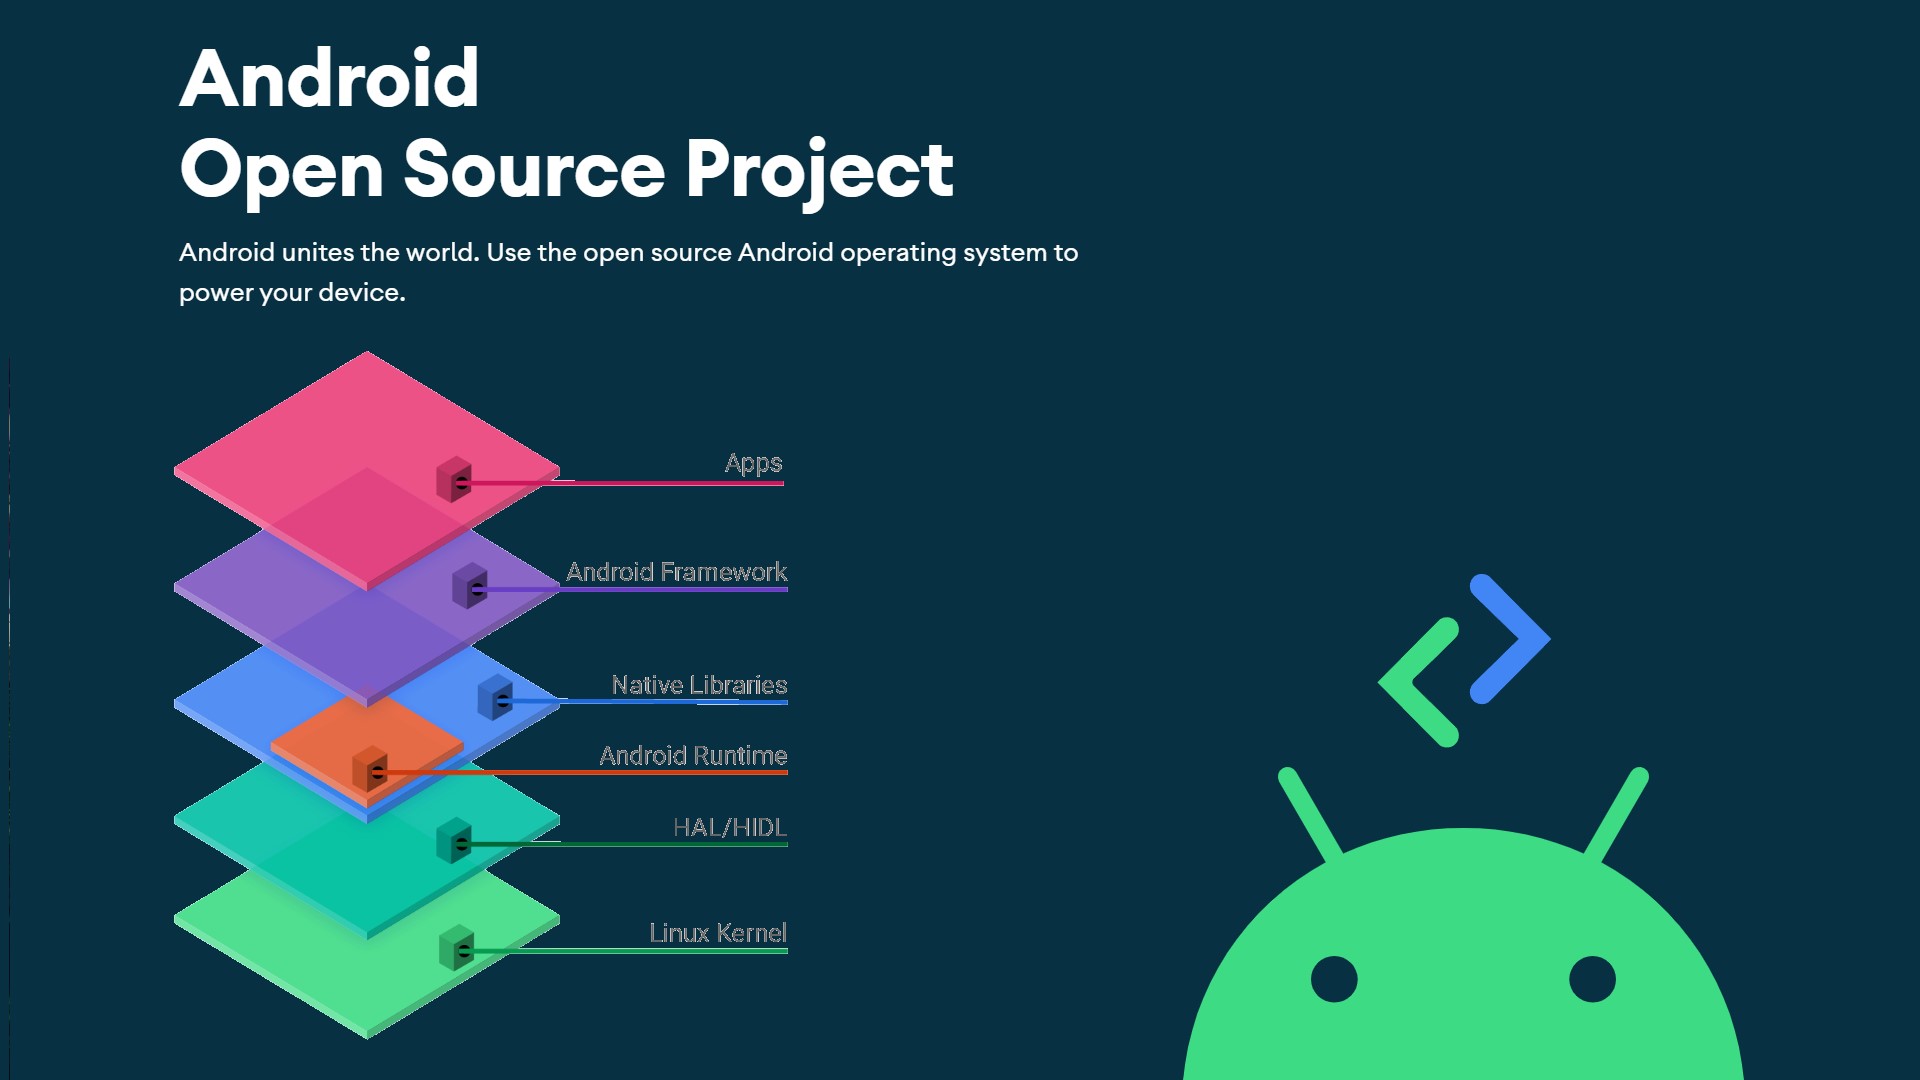 Android
Open Source Project
Android unites the world. Use the open source Android operating system to
power your device.
Apps
Android Framework
Native Libraries
Android Runtime
HAL/HIDL
Linux Kernel